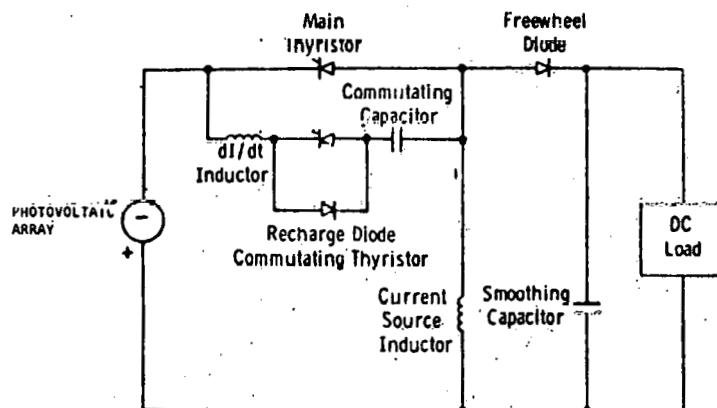 Main
Thyristor
Freewheel
Diode
Commutating
Capacitor
dI/dt
Inductor
PHOTOVOLTAIC
ARRAY
-
+
Recharge Diode
Commutating Thyristor
DC
Load
Current
Source
Inductor
Smoothing
Capacitor